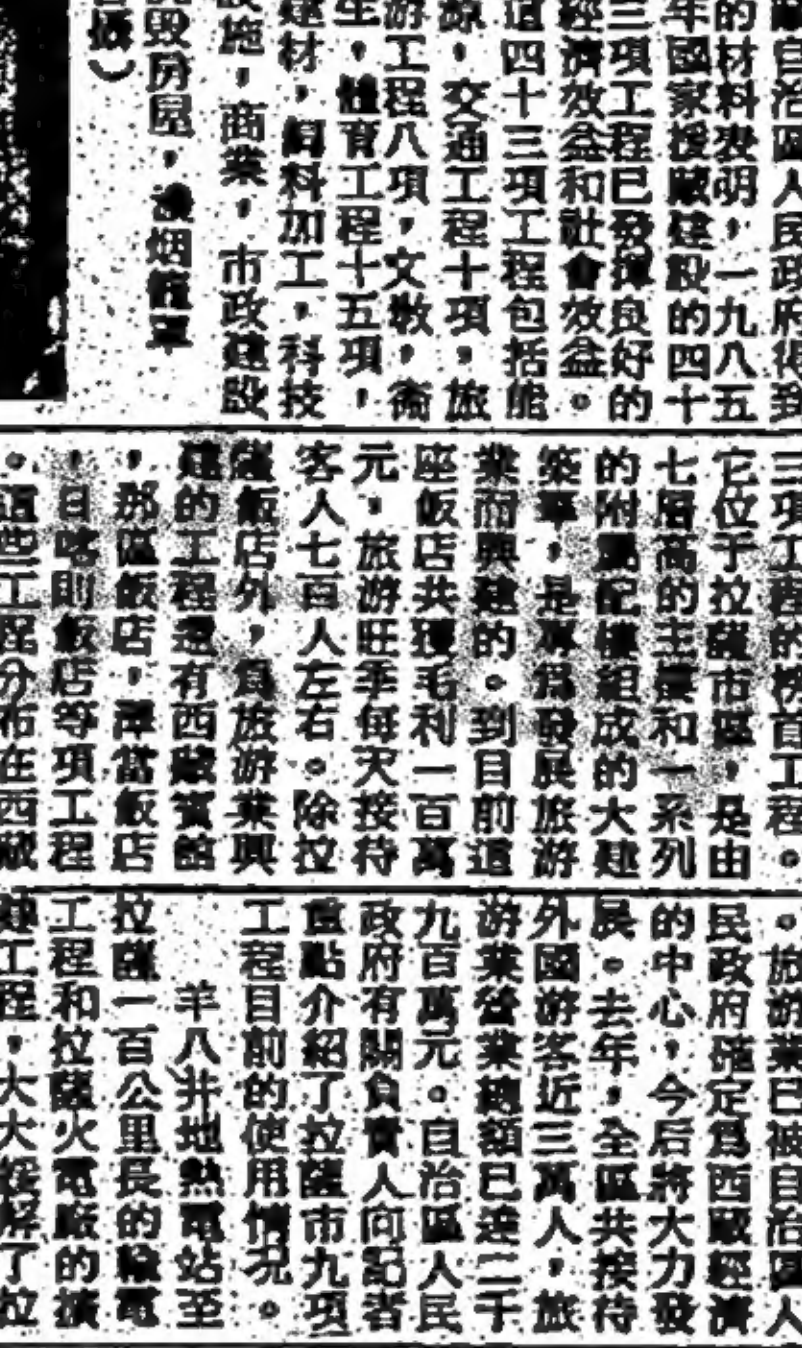 藏自治區人民政府得到
的材料表明，一九八五
年國家援藏建設的四十
三項工程已發揮良好的
經濟效益和社會效益。
這四十三項工程包括能
源，交通工程十項，旅
游工程八項，文教，衛
生，體育工程十五項，
建材，飼料加工，科技
設施，商業，市政建設
毀房屋，濃烟籠罩
攝）
三項工程的榜首工程。
它位于拉薩市區，是由
七層高的主樓和一系列
的附屬配樓組成的大建
築羣，是專爲發展旅游
業而興建的。到目前這
座飯店共獲毛利一百萬
元，旅游旺季每天接待
客人七百人左右。除拉
薩飯店外，爲旅游業興
建的工程還有西藏賓館
，那區飯店，澤當飯店
，日喀則飯店等項工程
。這些工程分布在西藏
。旅游業已被自治區人
民政府確定爲西藏經濟
的中心，今后將大力發
展。去年，全區共接待
外國游客近三萬人，旅
游業營業總額已達二千
九百萬元。自治區人民
政府有關負責人向記者
重點介紹了拉薩市九項
工程目前的使用情况。
羊八井地熱電站至
拉薩一百公里長的輸電
工程和拉薩火電廠的擴
建工程，大大緩解了拉